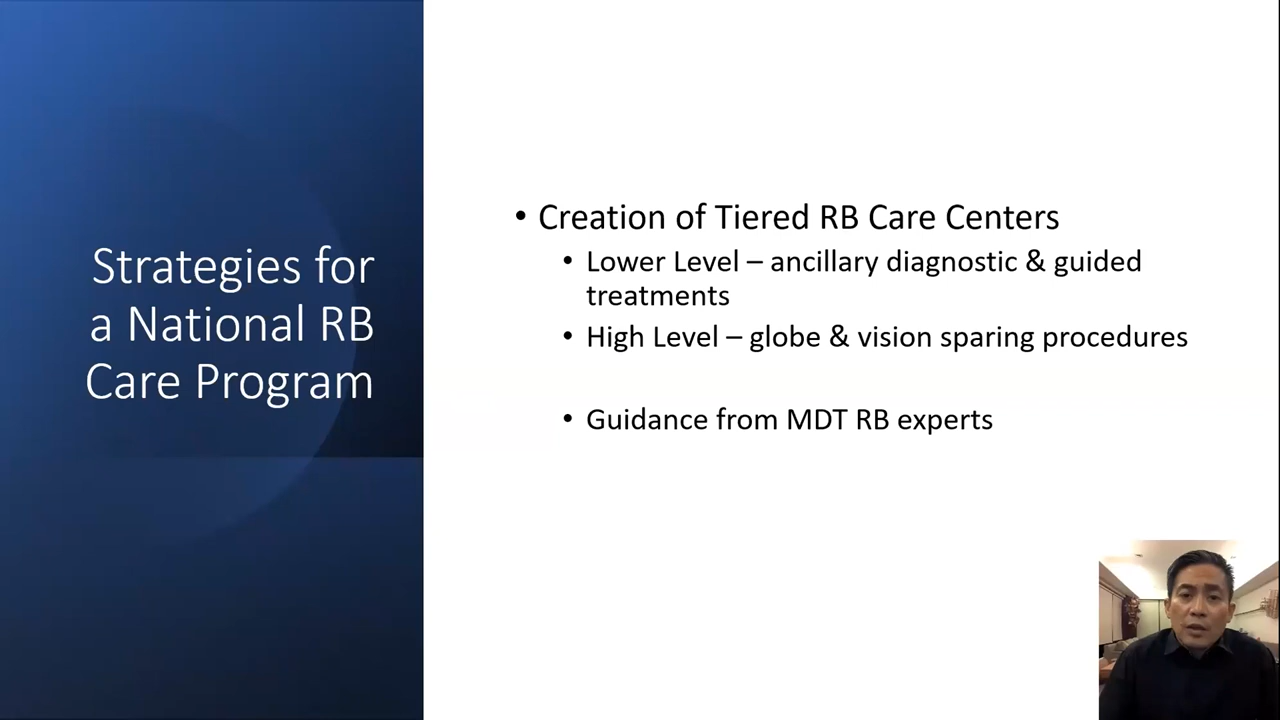 Strategies for
a National RB
Care Program
• Creation of Tiered RB Care Centers
• Lower Level – ancillary diagnostic & guided
treatments
• High Level – globe & vision sparing procedures
• Guidance from MDT RB experts